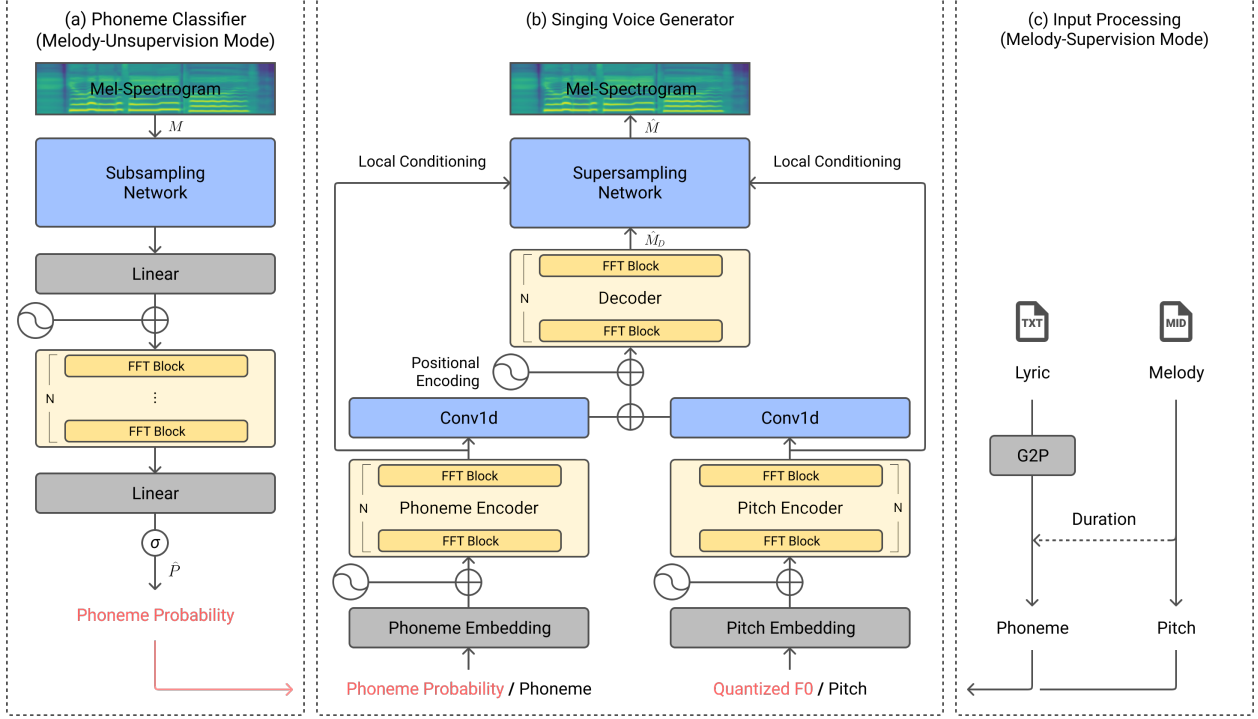 (a) Phoneme Classifier
(Melody-Unsupervision Mode)
Mel-Spectrogram
M
Subsampling
Network
Linear
FFT Block
N
⋮
FFT Block
Linear
σ
P̂
Phoneme Probability
(b) Singing Voice Generator
Mel-Spectrogram
M̂
Local Conditioning
Local Conditioning
Supersampling
Network
M̂_D
FFT Block
N
Decoder
FFT Block
Positional
Encoding
Conv1d
Conv1d
FFT Block
N
Phoneme Encoder
FFT Block
FFT Block
Pitch Encoder
N
FFT Block
Phoneme Embedding
Pitch Embedding
Phoneme Probability / Phoneme
Quantized F0 / Pitch
(c) Input Processing
(Melody-Supervision Mode)
TXT
MID
Lyric
Melody
G2P
Duration
Phoneme
Pitch